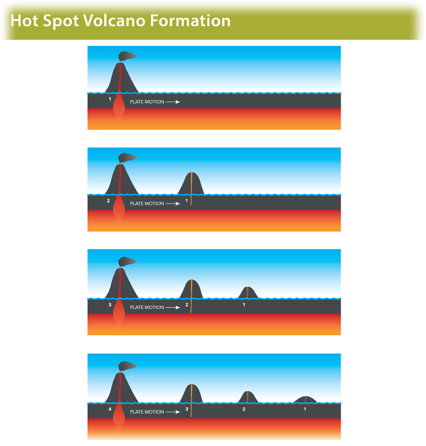 Hot Spot Volcano Formation
1 PLATE MOTION
2 PLATE MOTION 1
3 PLATE MOTION 2 1
4 PLATE MOTION 3 2 1